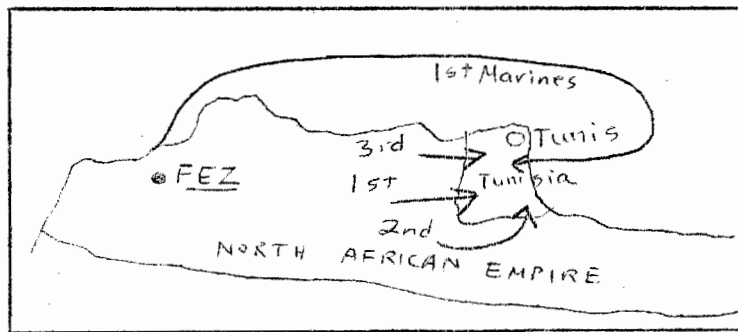 1st Marines
Tunis
3rd
FEZ
1st
Tunisia
2nd
NORTH AFRICAN EMPIRE